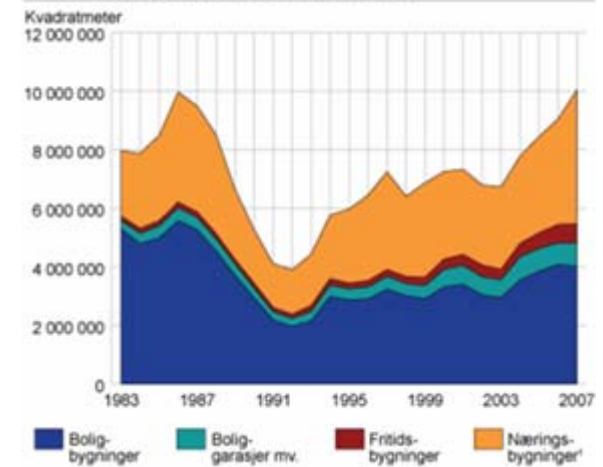 Kvadratmeter
12 000 000
10 000 000
8 000 000
6 000 000
4 000 000
2 000 000
0
1983 1987 1991 1995 1999 2003 2007
Bolig-
bygninger
Bolig-
garasjer mv.
Fritids-
bygninger
Nærings-
bygninger¹